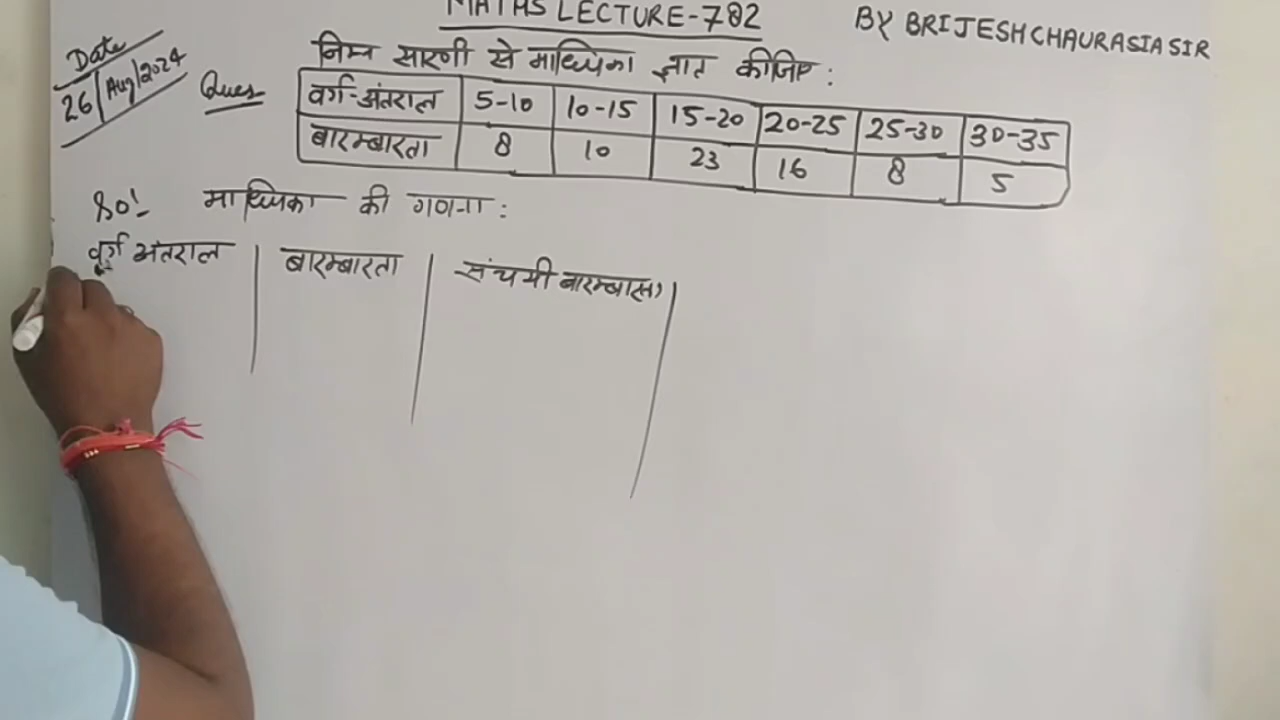 MATHS LECTURE-782
BY BRIJESH CHAURASIA SIR
Date
26/Aug/2024
निम्न सारणी से माध्यिका ज्ञात कीजिए :
Ques
वर्ग-अंतराल 5-10 10-15 15-20 20-25 25-30 30-35
बारम्बारता 8 10 23 16 8 5
So! माध्यिका की गणना :
वर्ग अंतराल बारम्बारता संचयी बारम्बारता